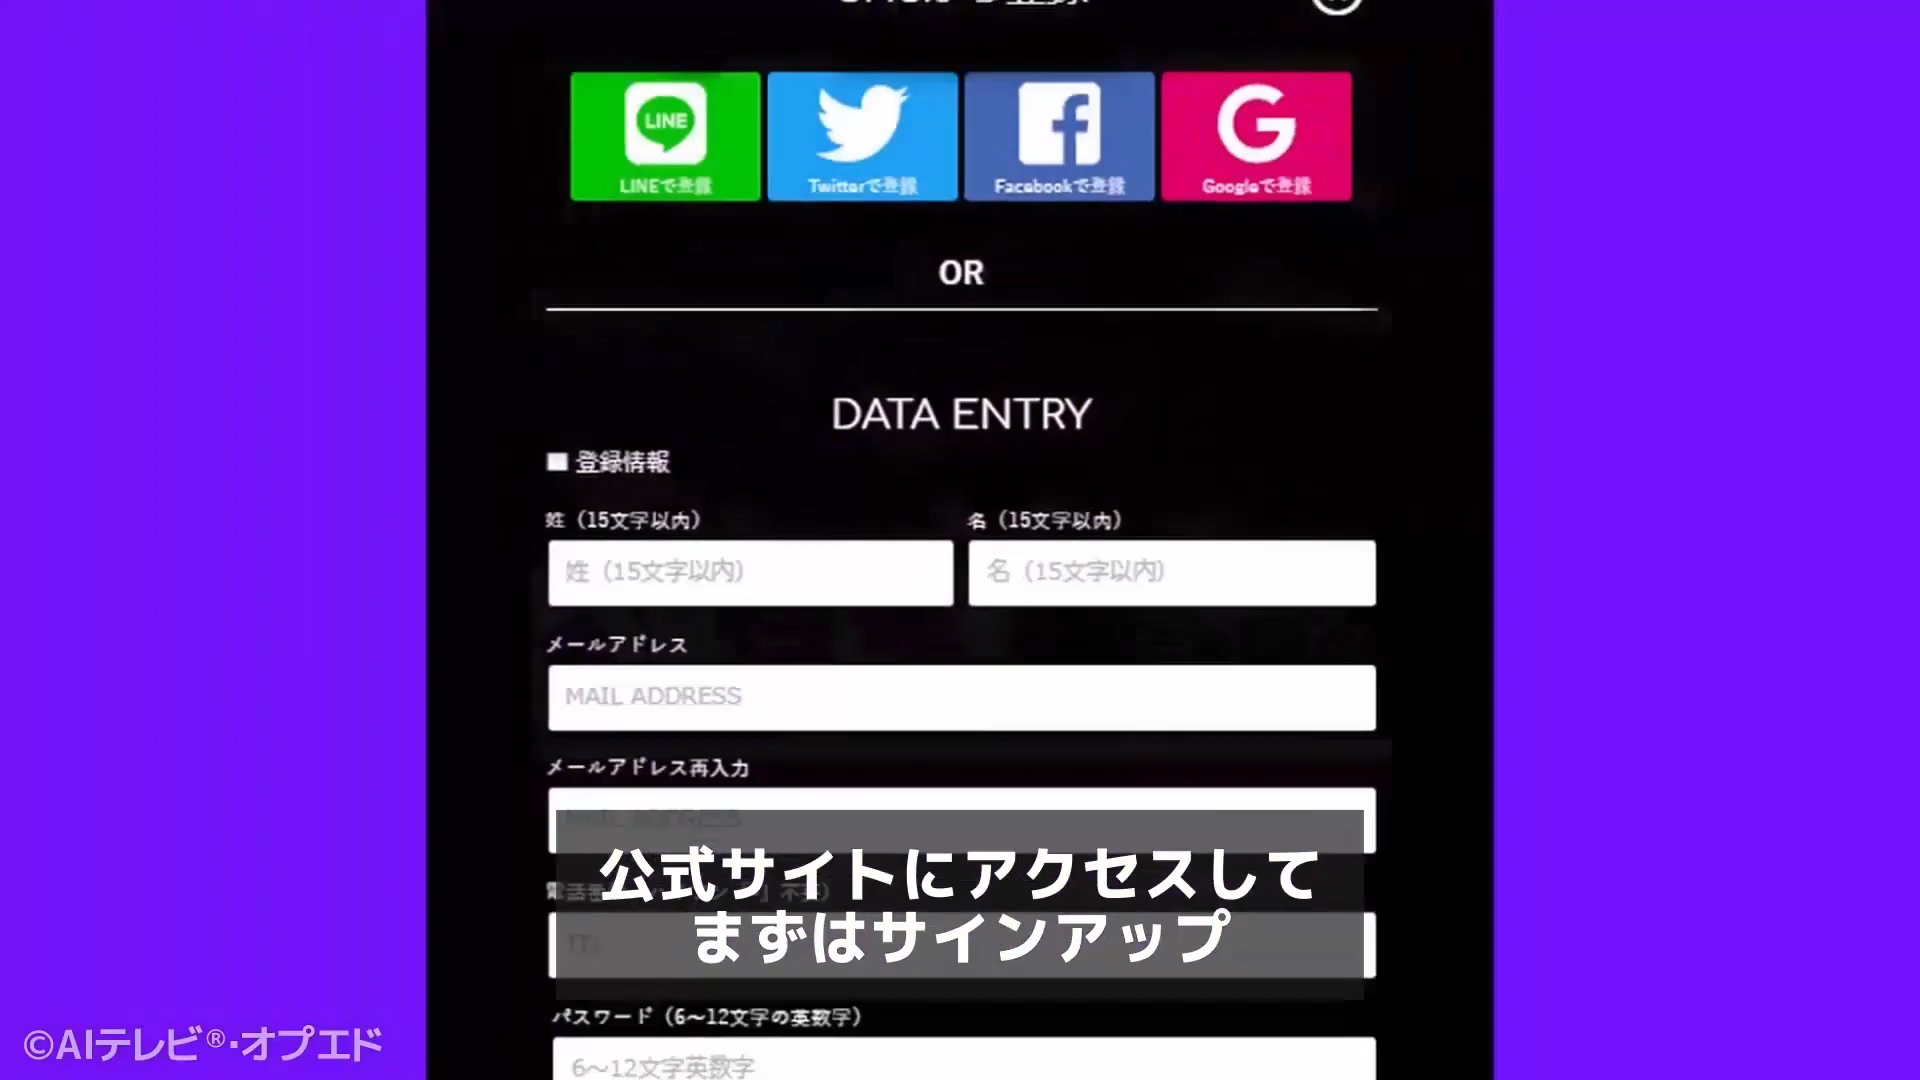 LINE
LINEで登録
Twitterで登録
Facebookで登録
Googleで登録
OR
DATA ENTRY
登録情報
姓（15文字以内）
名（15文字以内）
姓（15文字以内）
名（15文字以内）
メールアドレス
MAIL ADDRESS
メールアドレス再入力
MAIL ADDRESS
公式サイトにアクセスして
まずはサインアップ
パスワード（6〜12文字の英数字）
6〜12文字英数字
©AIテレビ®・オプエド